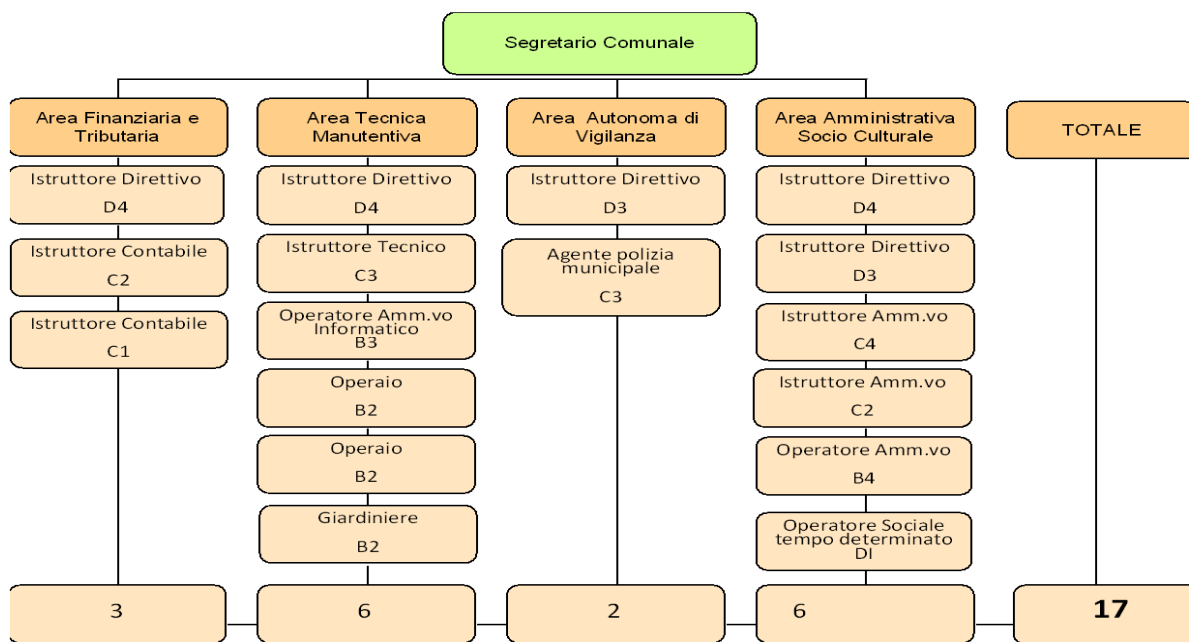 Segretario Comunale
Area Finanziaria e
Tributaria
Istruttore Direttivo
D4
Istruttore Contabile
C2
Istruttore Contabile
C1
3
Area Tecnica
Manutentiva
Istruttore Direttivo
D4
Istruttore Tecnico
C3
Operatore Amm.vo
Informatico
B3
Operaio
B2
Operaio
B2
Giardiniere
B2
6
Area Autonoma di
Vigilanza
Istruttore Direttivo
D3
Agente polizia
municipale
C3
2
Area Amministrativa
Socio Culturale
Istruttore Direttivo
D4
Istruttore Direttivo
D3
Istruttore Amm.vo
C4
Istruttore Amm.vo
C2
Operatore Amm.vo
B4
Operatore Sociale
tempo determinato
DI
6
TOTALE
17